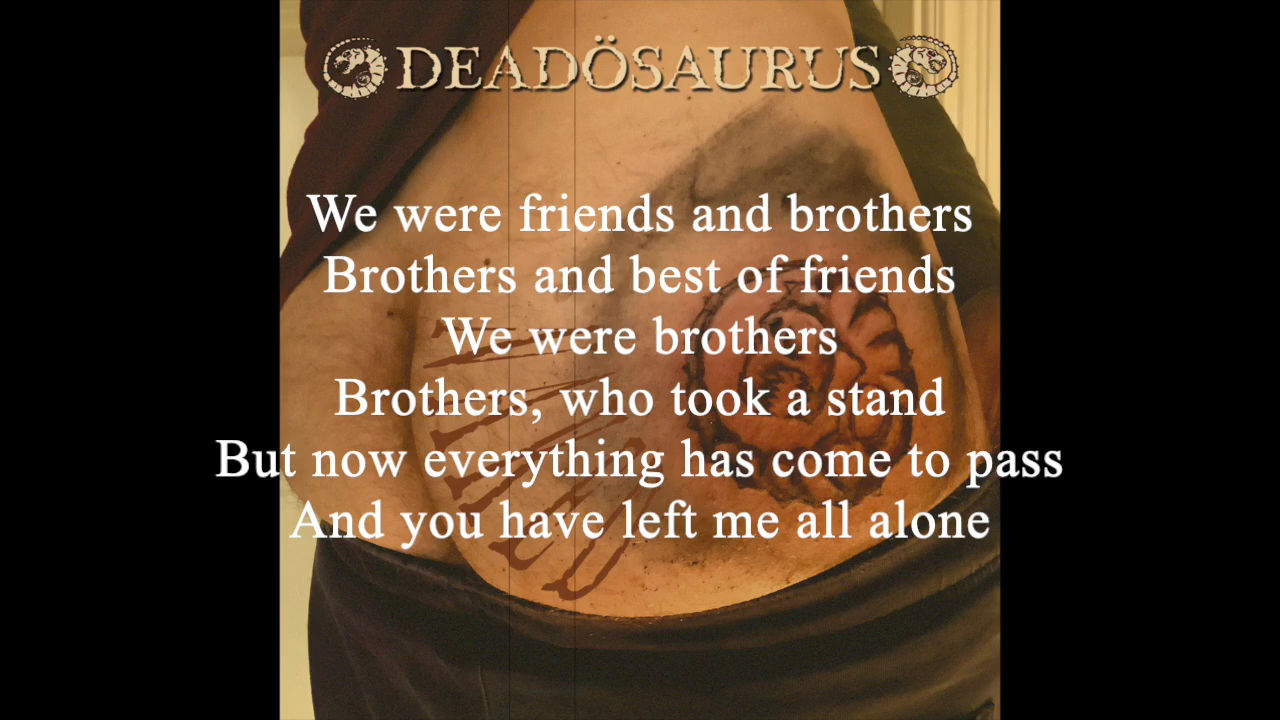 DEADÖSAURUS
We were friends and brothers
Brothers and best of friends
We were brothers
Brothers, who took a stand
But now everything has come to pass
And you have left me all alone